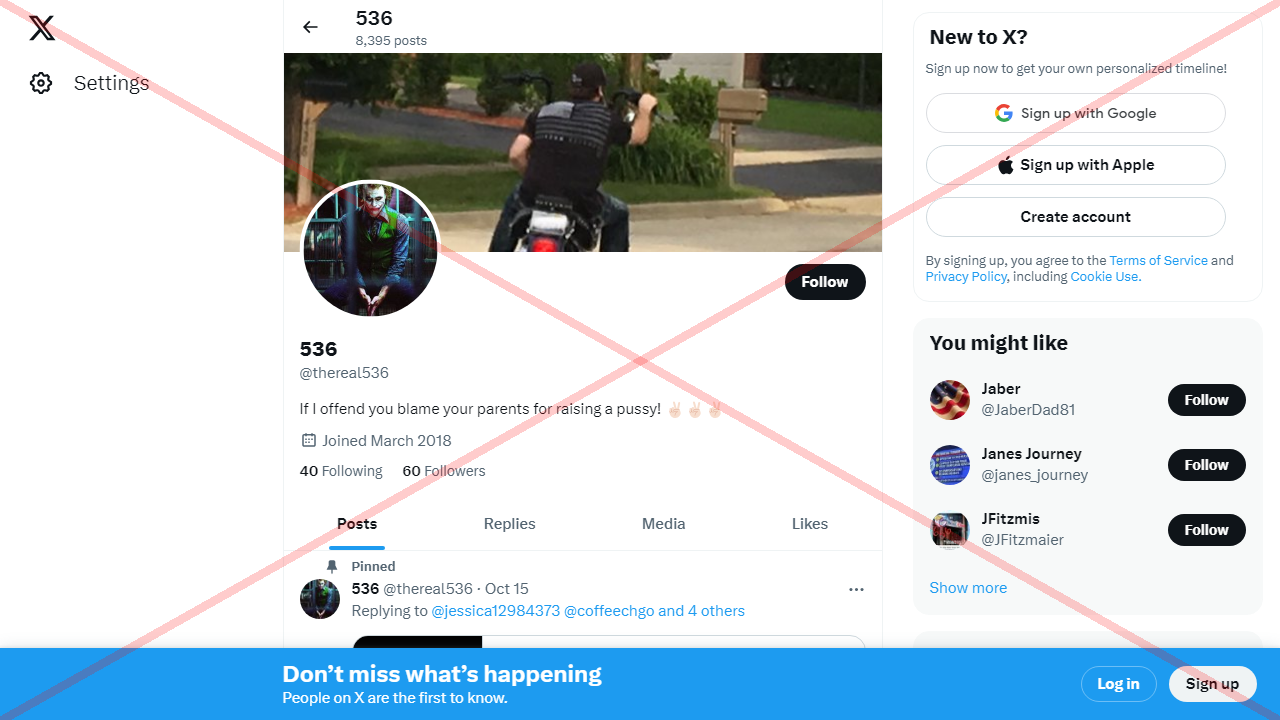 536
8,395 posts
Settings
536
@thereal536
Follow
If I offend you blame your parents for raising a pussy! ✌🏻✌🏻✌🏻
Joined March 2018
40 Following 60 Followers
Posts Replies Media Likes
Pinned
536 @thereal536 · Oct 15
Replying to @jessica12984373 @coffeechgo and 4 others
New to X?
Sign up now to get your own personalized timeline!
Sign up with Google
Sign up with Apple
Create account
By signing up, you agree to the Terms of Service and
Privacy Policy, including Cookie Use.
You might like
Jaber
@JaberDad81
Follow
Janes Journey
@janes_journey
Follow
JFitzmis
@JFitzmaier
Follow
Show more
Don’t miss what’s happening
People on X are the first to know.
Log in
Sign up